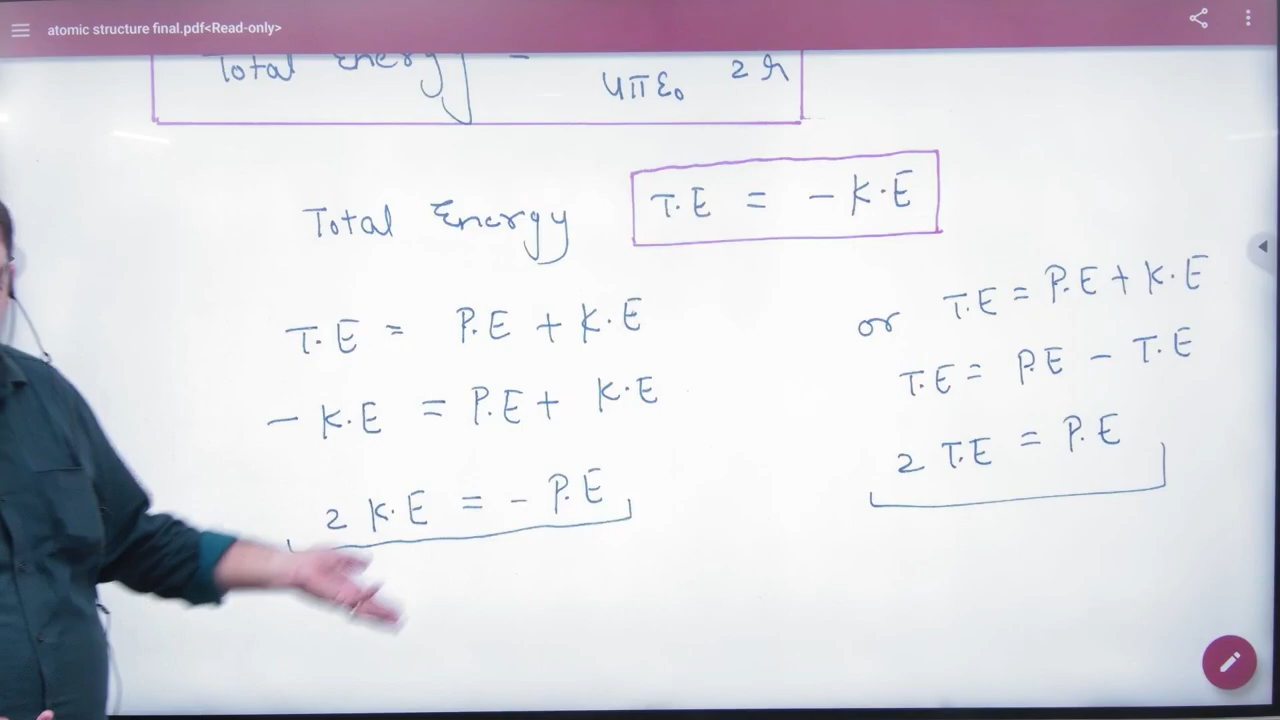 atomic structure final.pdf<Read-only>
Total Energy =
4πε₀ 2r
Total Energy T.E = - K.E
T.E = P.E + K.E
- K.E = P.E + K.E
2 K.E = - P.E
or T.E = P.E + K.E
T.E = P.E - T.E
2 T.E = P.E